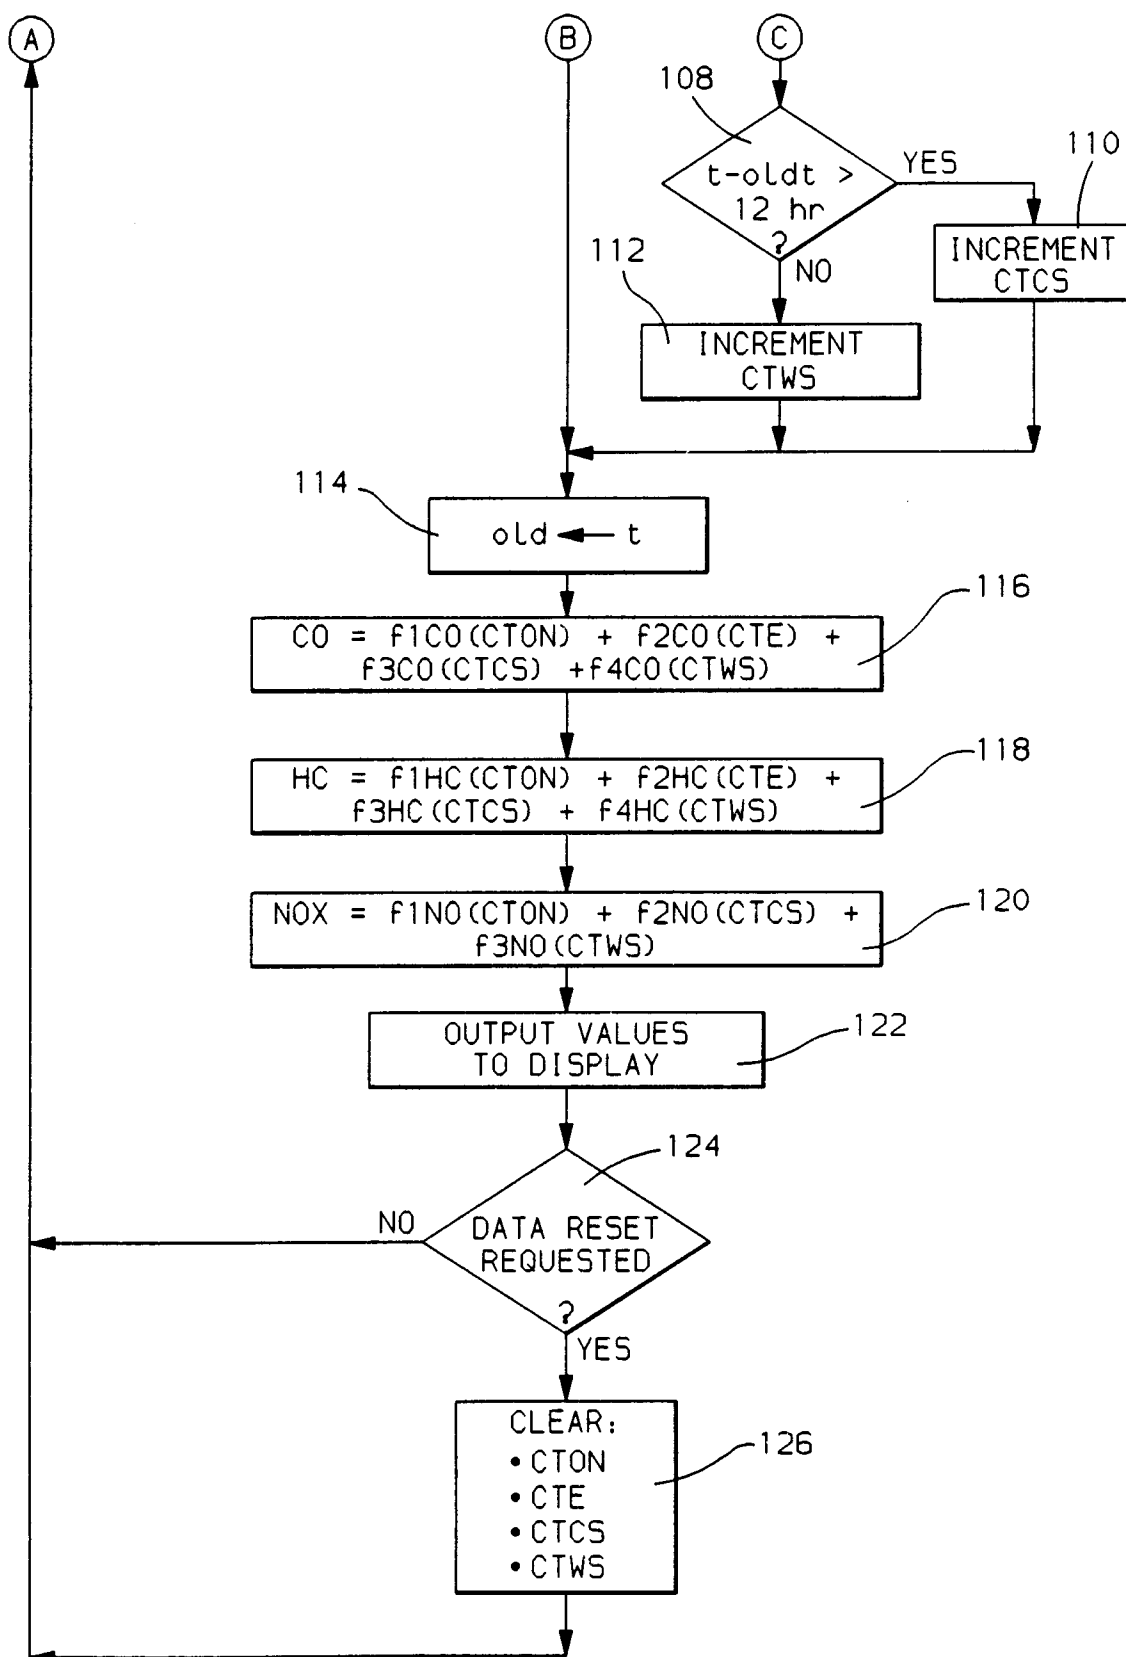 A
B
C
108
t-oldt >
12 hr
?
YES
110
INCREMENT
CTCS
NO
112
INCREMENT
CTWS
114
old t
116
CO = f1CO(CTON) + f2CO(CTE) +
f3CO(CTCS) +f4CO(CTWS)
118
HC = f1HC(CTON) + f2HC(CTE) +
f3HC(CTCS) + f4HC(CTWS)
120
NOX = f1NO(CTON) + f2NO(CTCS) +
f3NO(CTWS)
122
OUTPUT VALUES
TO DISPLAY
124
NO
DATA RESET
REQUESTED
?
YES
126
CLEAR:
• CTON
• CTE
• CTCS
• CTWS